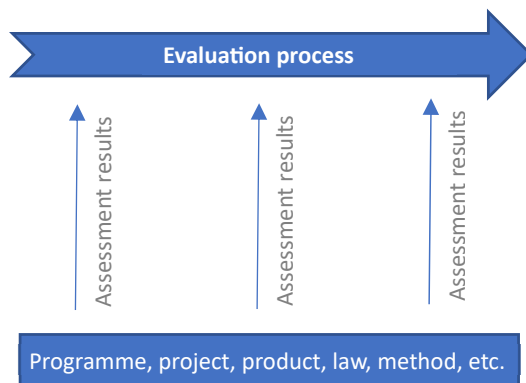 Evaluation process
Assessment results
Assessment results
Assessment results
Programme, project, product, law, method, etc.